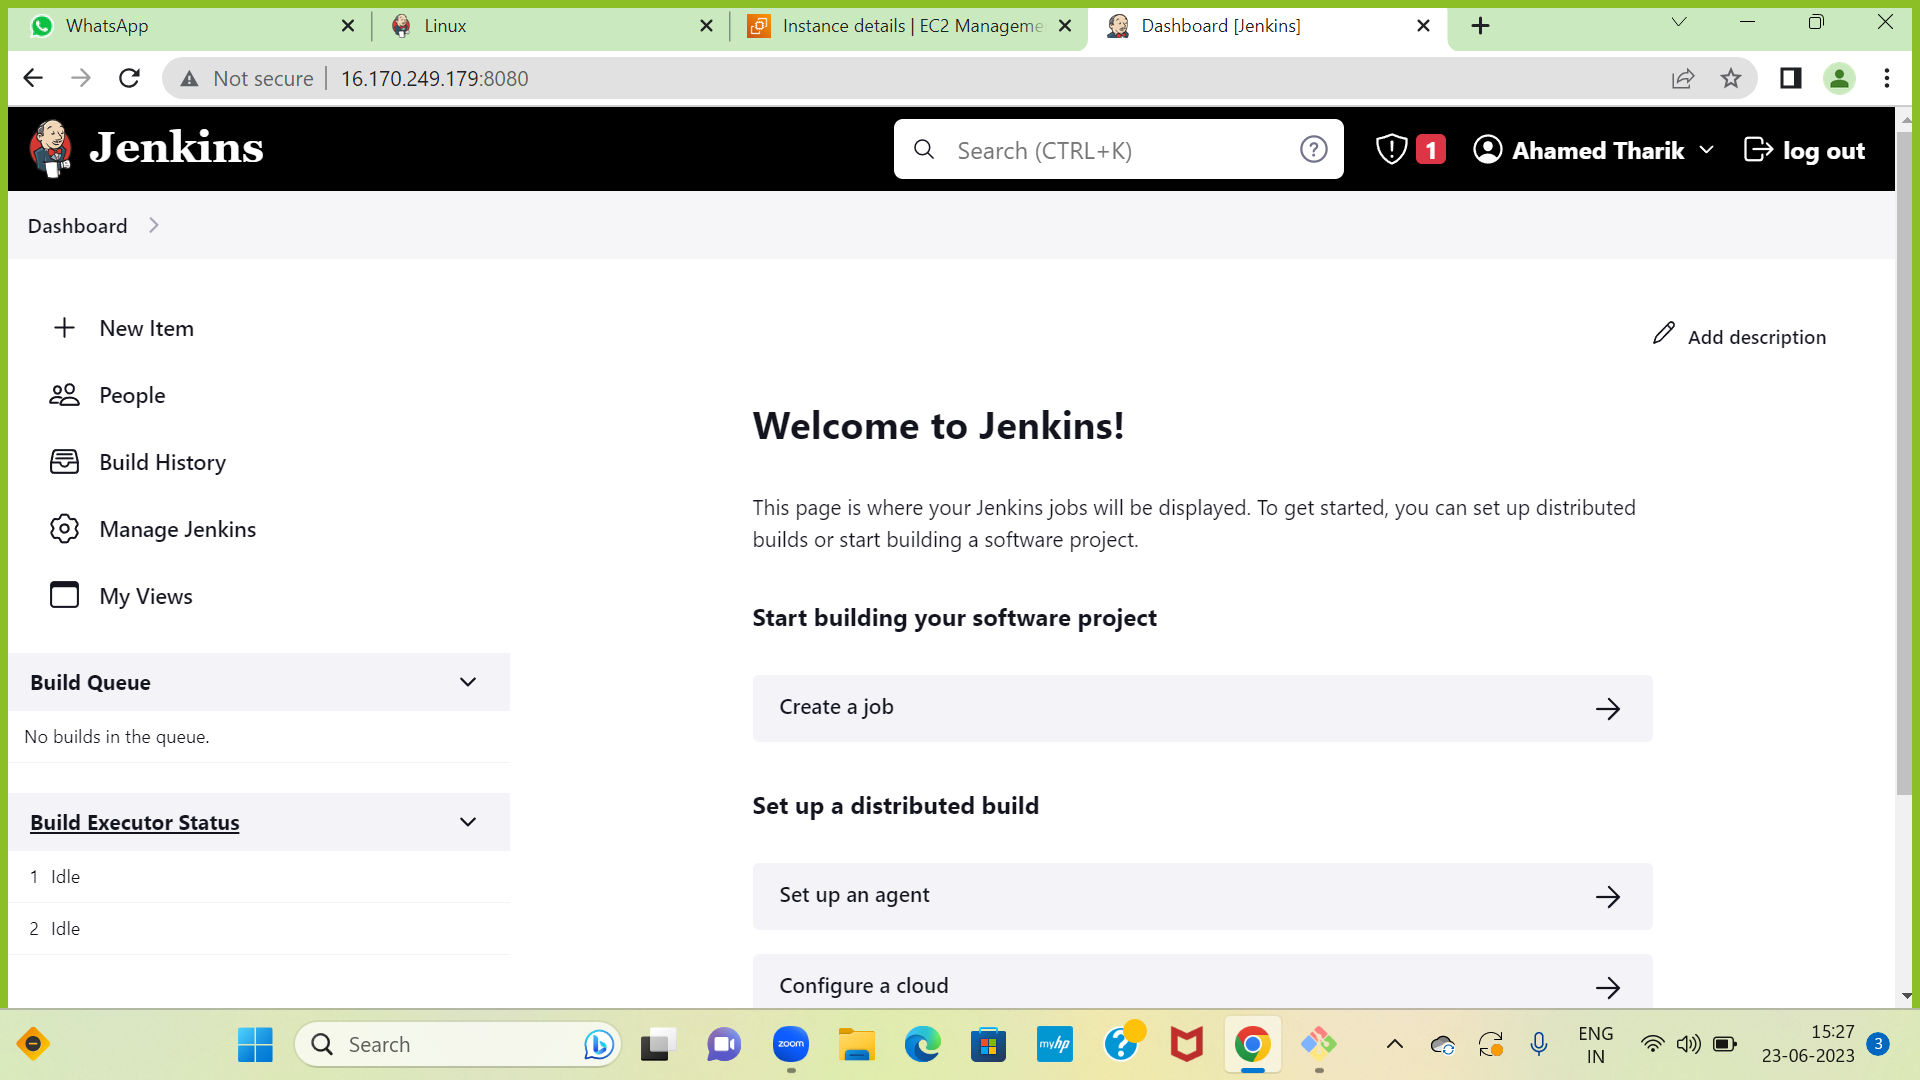 WhatsApp
Linux
Instance details | EC2 Manageme
Dashboard [Jenkins]
Not secure
16.170.249.179:8080
Jenkins
Search (CTRL+K)
1
Ahamed Tharik
log out
Dashboard
New Item
People
Build History
Manage Jenkins
My Views
Build Queue
No builds in the queue.
Build Executor Status
1 Idle
2 Idle
Add description
Welcome to Jenkins!
This page is where your Jenkins jobs will be displayed. To get started, you can set up distributed
builds or start building a software project.
Start building your software project
Create a job
Set up a distributed build
Set up an agent
Configure a cloud
Search
zoom
myhp
ENG
IN
15:27
23-06-2023
3